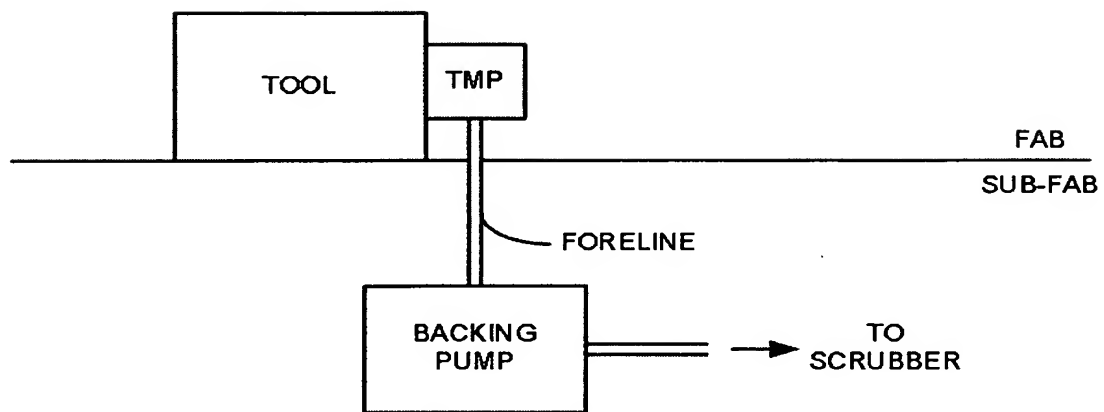 TOOL
TMP
FAB
SUB-FAB
FORELINE
BACKING
PUMP
TO
SCRUBBER